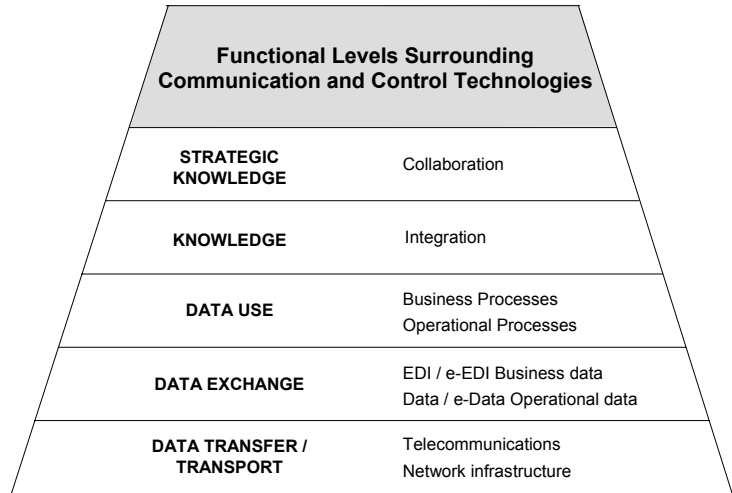 Functional Levels Surrounding
Communication and Control Technologies
STRATEGIC
KNOWLEDGE
Collaboration
KNOWLEDGE
Integration
DATA USE
Business Processes
Operational Processes
DATA EXCHANGE
EDI / e-EDI Business data
Data / e-Data Operational data
DATA TRANSFER /
TRANSPORT
Telecommunications
Network infrastructure